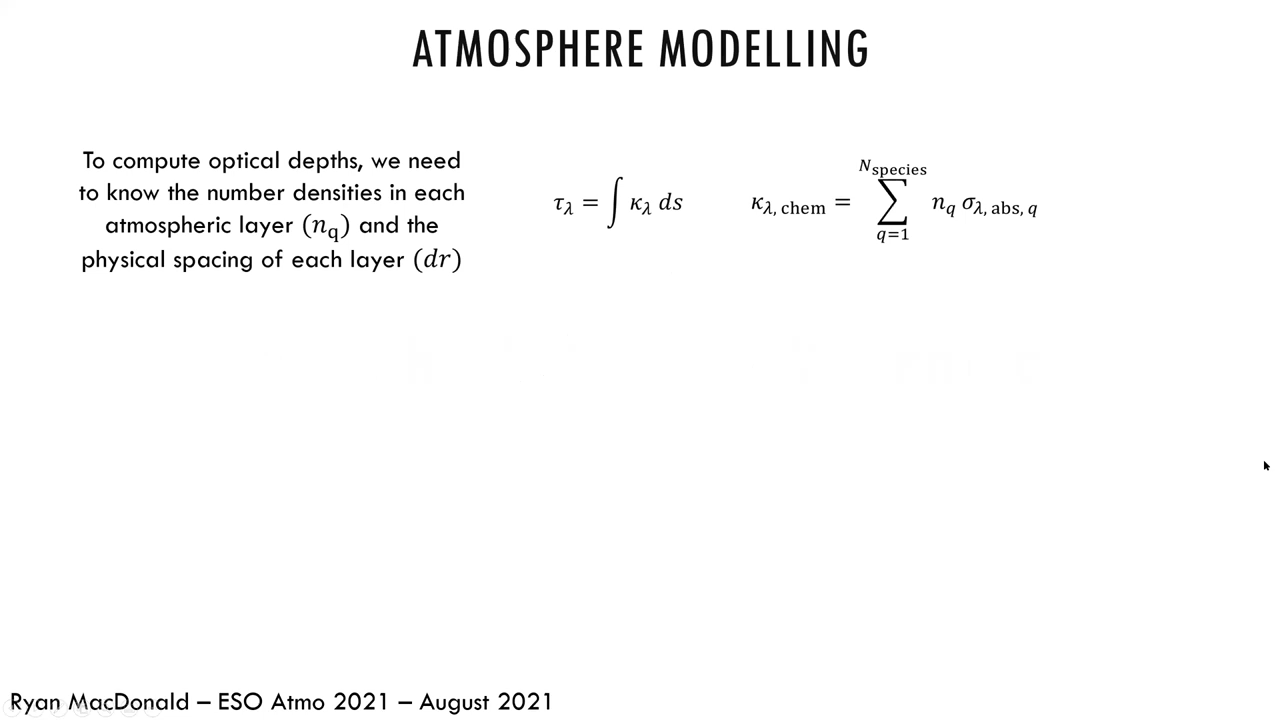 ATMOSPHERE MODELLING
To compute optical depths, we need
to know the number densities in each
atmospheric layer (n_q) and the
physical spacing of each layer (dr)
τ_λ = ∫ κ_λ ds
κ_{λ, chem} = ∑_{q=1}^{N_species} n_q σ_{λ, abs, q}
Ryan MacDonald – ESO Atmo 2021 – August 2021